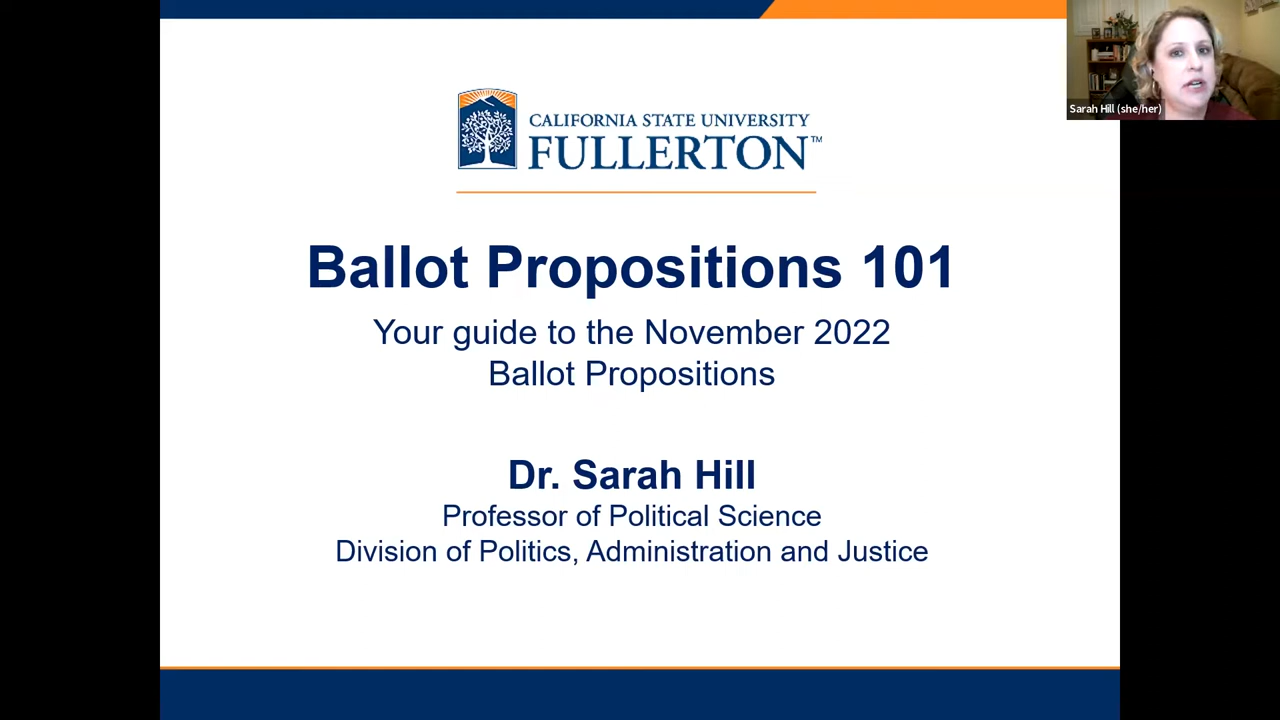 CALIFORNIA STATE UNIVERSITY
FULLERTON™
Sarah Hill (she/her)
Ballot Propositions 101
Your guide to the November 2022
Ballot Propositions
Dr. Sarah Hill
Professor of Political Science
Division of Politics, Administration and Justice